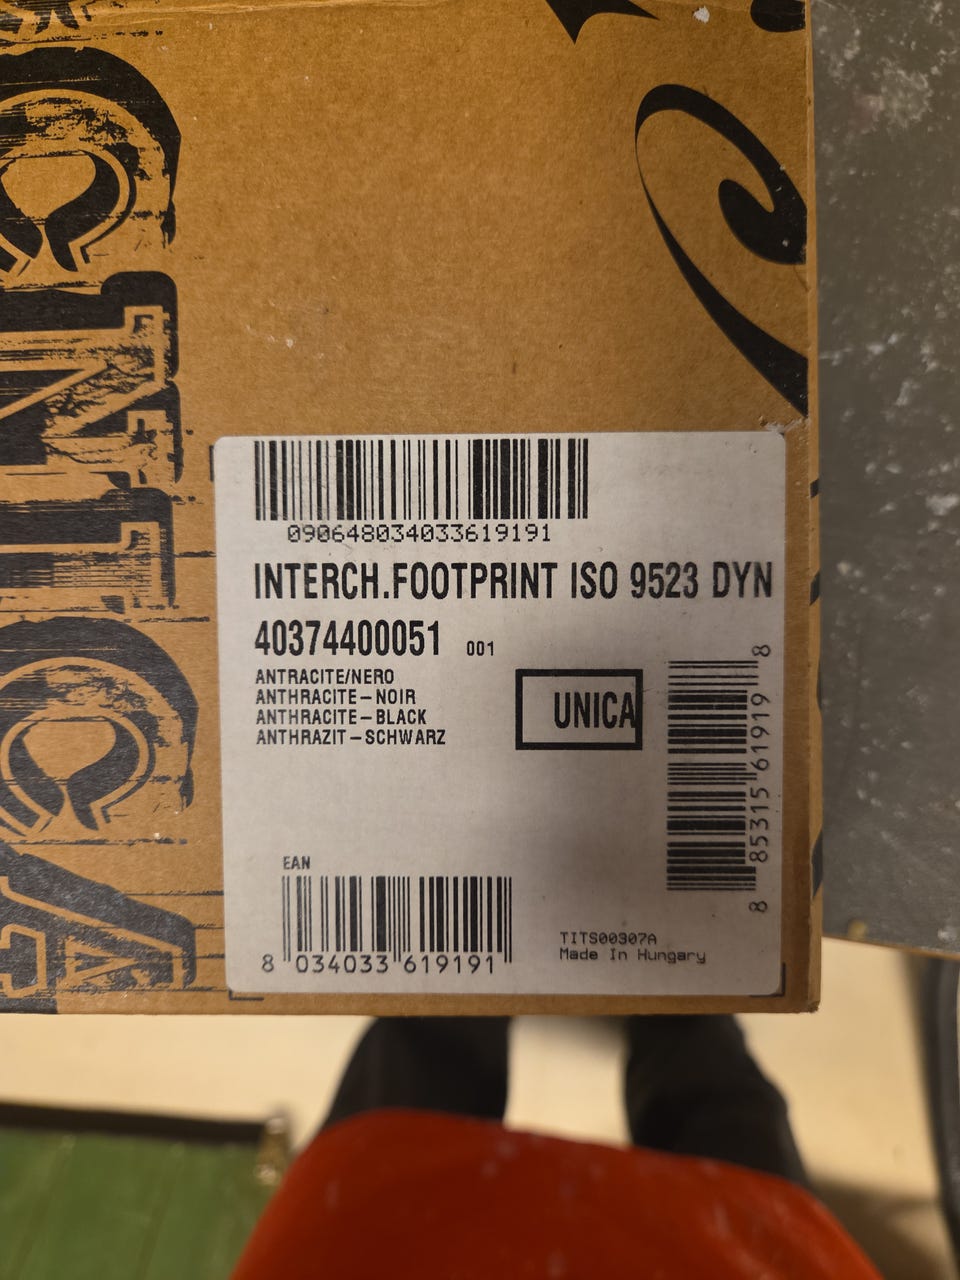 090648034033619191
INTERCH.FOOTPRINT ISO 9523 DYN
40374400051 001
ANTRACITE/NERO
ANTHRACITE-NOIR
ANTHRACITE-BLACK
ANTHRAZIT-SCHWARZ
UNICA
8 85315 61919 8
EAN
8 034033 619191
TITS00307A
Made In Hungary